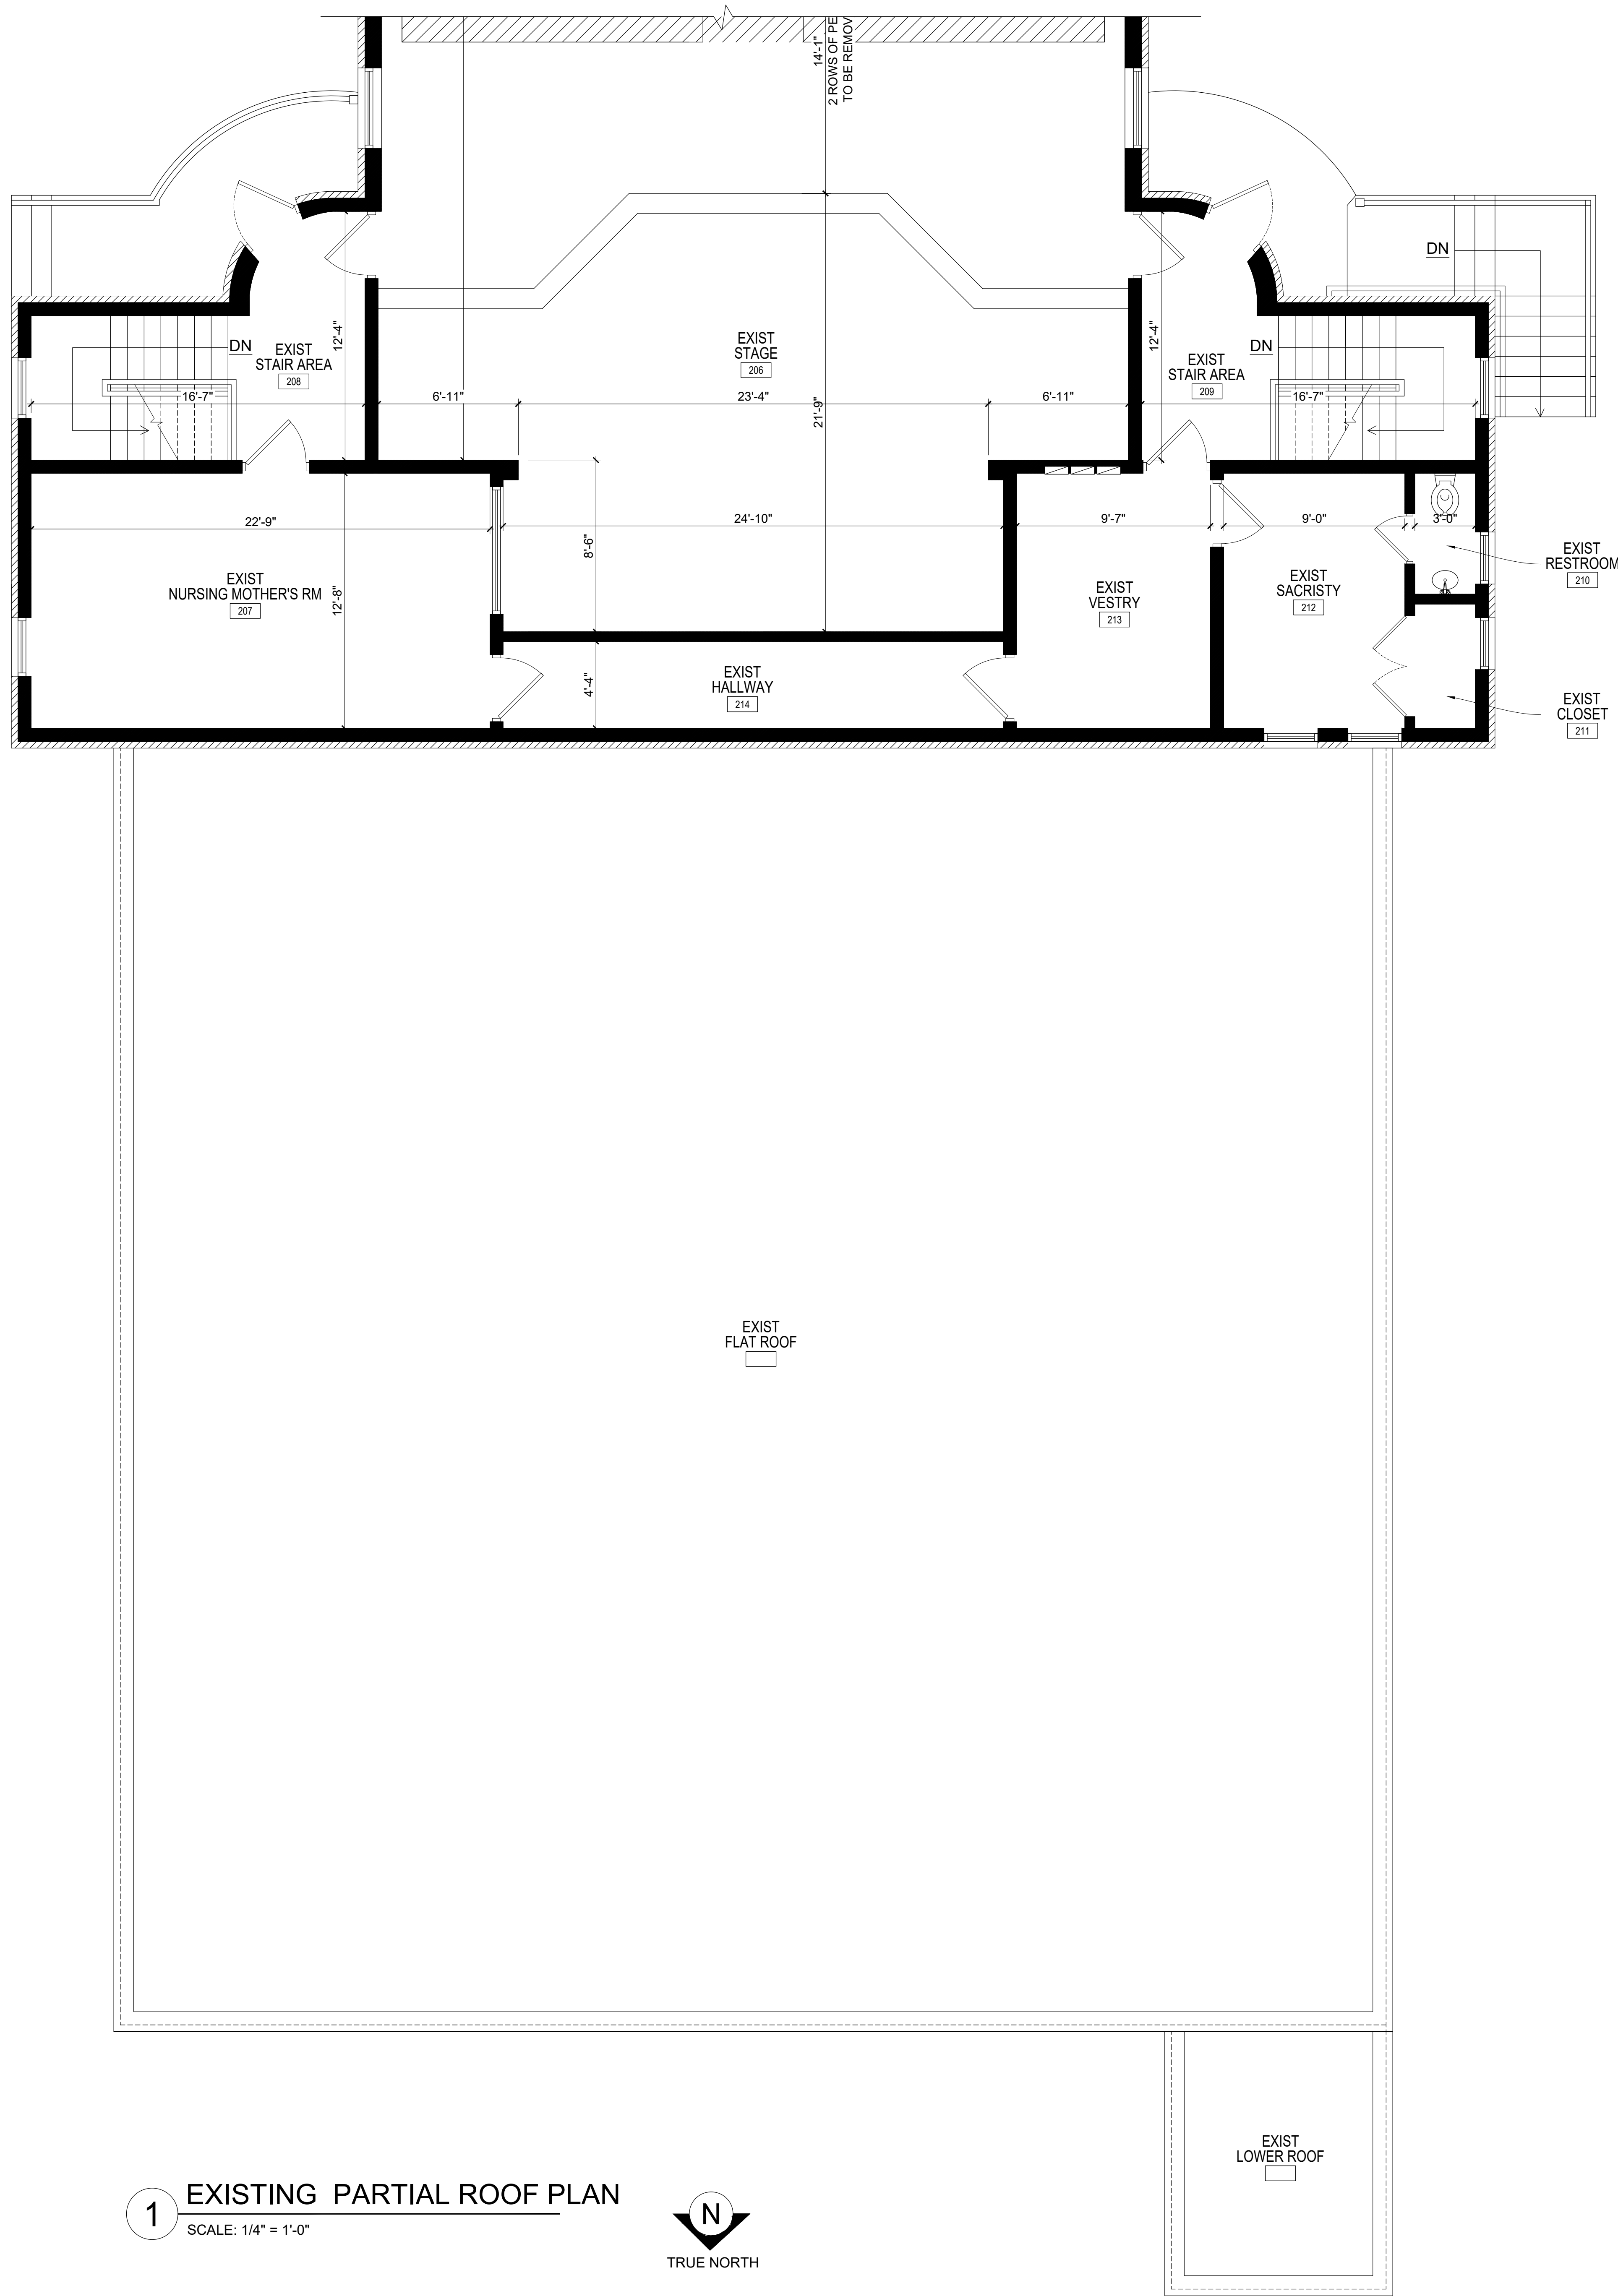 14'-1"
2 ROWS OF PE
TO BE REMOV
DN
EXIST
STAIR AREA
208
12'-4"
16'-7"
6'-11"
EXIST
STAGE
206
23'-4"
21'-9"
6'-11"
12'-4"
EXIST
STAIR AREA
209
DN
16'-7"
DN
22'-9"
EXIST
NURSING MOTHER'S RM
207
12'-8"
24'-10"
8'-6"
9'-7"
EXIST
VESTRY
213
9'-0"
EXIST
SACRISTY
212
3'-0"
EXIST
RESTROOM
210
EXIST
HALLWAY
214
4'-4"
EXIST
CLOSET
211
EXIST
FLAT ROOF
EXIST
LOWER ROOF
1
EXISTING PARTIAL ROOF PLAN
SCALE: 1/4" = 1'-0"
N
TRUE NORTH